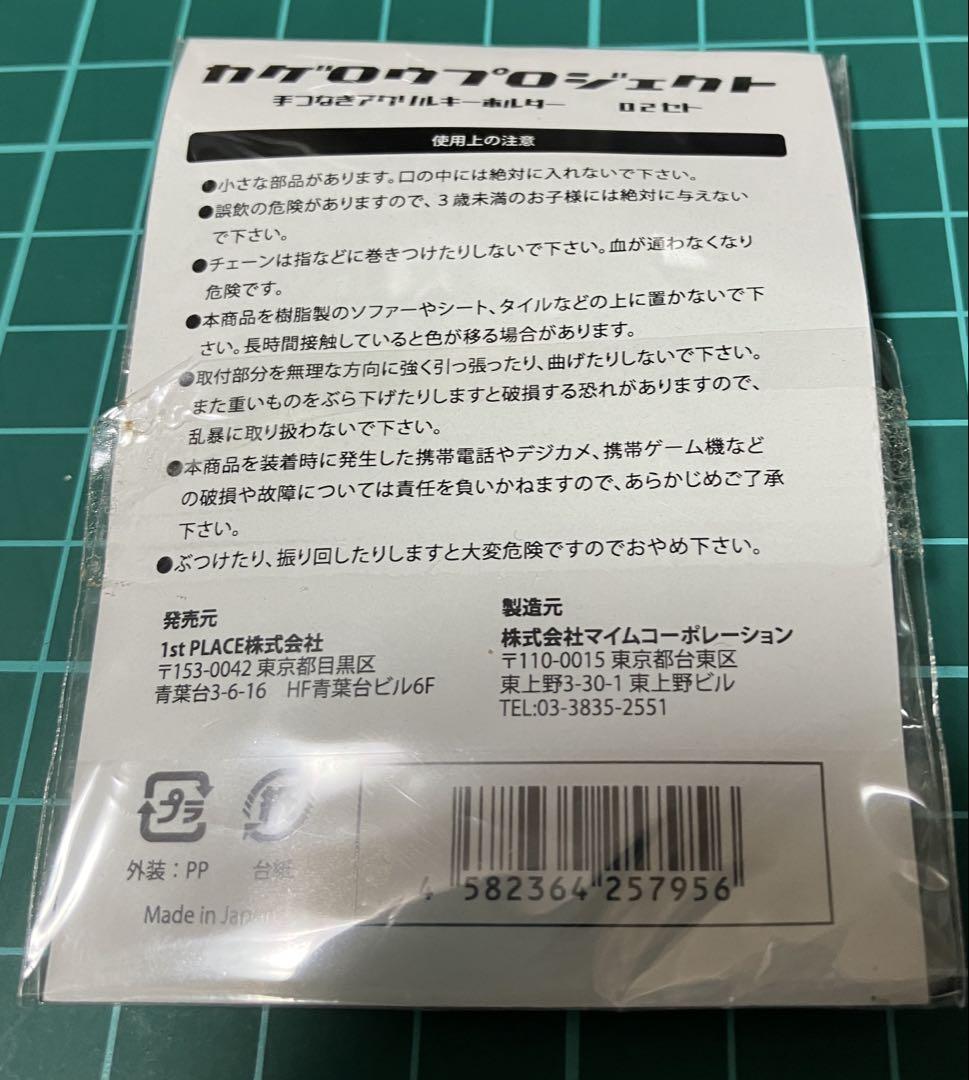 カゲロウプロジェクト
手つなぎアクリルキーホルダー 02セト
使用上の注意
●小さな部品があります。口の中には絶対に入れないで下さい。
●誤飲の危険がありますので、3歳未満のお子様には絶対に与えない
で下さい。
●チェーンは指などに巻きつけたりしないで下さい。血が通わなくなり
危険です。
●本商品を樹脂製のソファーやシート、タイルなどの上に置かないで下
さい。長時間接触していると色が移る場合があります。
●取付部分を無理な方向に強く引っ張ったり、曲げたりしないで下さい。
また重いものをぶら下げたりしますと破損する恐れがありますので、
乱暴に取り扱わないで下さい。
●本商品を装着時に発生した携帯電話やデジカメ、携帯ゲーム機など
の破損や故障については責任を負いかねますので、あらかじめご了承
下さい。
●ぶつけたり、振り回したりしますと大変危険ですのでおやめ下さい。
発売元
1st PLACE株式会社
〒153-0042 東京都目黒区
青葉台3-6-16 HF青葉台ビル6F
製造元
株式会社マイムコーポレーション
〒110-0015 東京都台東区
東上野3-30-1 東上野ビル
TEL:03-3835-2551
プラ
外装：PP
台紙
Made in Japan
4 582364 257956